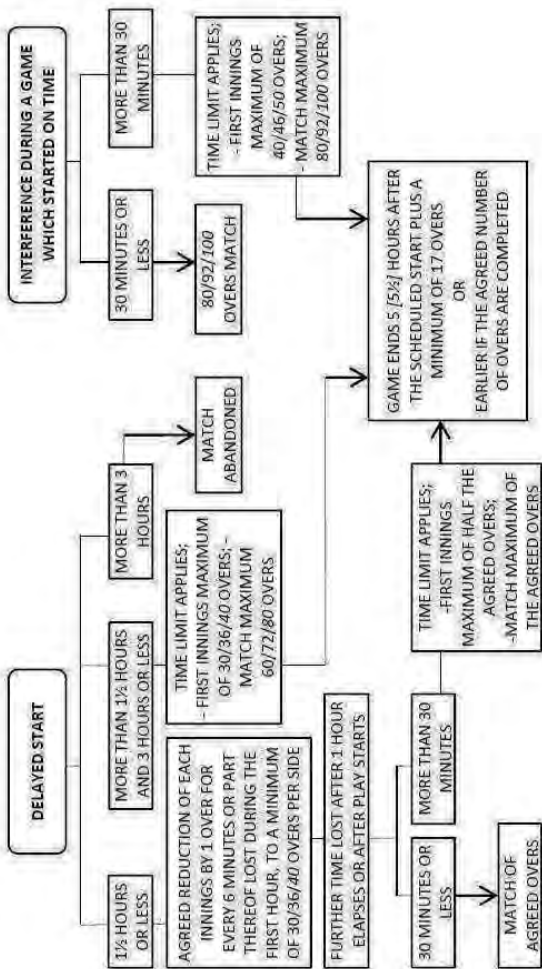 DELAYED START
1½ HOURS
OR LESS
MORE THAN 1½ HOURS
AND 3 HOURS OR LESS
MORE THAN 3
HOURS
AGREED REDUCTION OF EACH
INNINGS BY 1 OVER FOR
EVERY 6 MINUTES OR PART
THEREOF LOST DURING THE
FIRST HOUR, TO A MINIMUM
OF 30/36/40 OVERS PER SIDE
TIME LIMIT APPLIES;
- FIRST INNINGS MAXIMUM
OF 30/36/40 OVERS; -
MATCH MAXIMUM
60/72/80 OVERS
MATCH
ABANDONED
FURTHER TIME LOST AFTER 1 HOUR
ELAPSES OR AFTER PLAY STARTS
30 MINUTES OR
LESS
MORE THAN 30
MINUTES
MATCH OF
AGREED OVERS
TIME LIMIT APPLIES;
-FIRST INNINGS
MAXIMUM OF HALF THE
AGREED OVERS;
-MATCH MAXIMUM OF
THE AGREED OVERS
INTERFERENCE DURING A GAME
WHICH STARTED ON TIME
30 MINUTES OR
LESS
MORE THAN 30
MINUTES
80/92/100
OVERS MATCH
TIME LIMIT APPLIES;
- FIRST INNINGS
MAXIMUM OF
40/46/50 OVERS;
- MATCH MAXIMUM
80/92/100 OVERS
GAME ENDS 5 [5½] HOURS AFTER
THE SCHEDULED START PLUS A
MINIMUM OF 17 OVERS
OR
EARLIER IF THE AGREED NUMBER
OF OVERS ARE COMPLETED